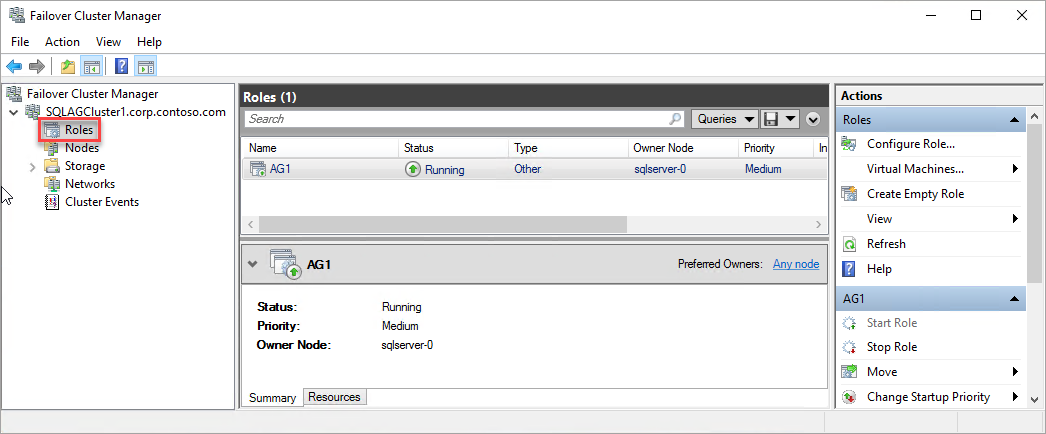 Failover Cluster Manager
File Action View Help
Failover Cluster Manager
SQLAGCluster1.corp.contoso.com
Roles
Nodes
Storage
Networks
Cluster Events
Roles (1)
Search
Queries
Name Status Type Owner Node Priority In
AG1 Running Other sqlserver-0 Medium
AG1
Preferred Owners: Any node
Status: Running
Priority: Medium
Owner Node: sqlserver-0
Summary Resources
Actions
Roles
Configure Role...
Virtual Machines...
Create Empty Role
View
Refresh
Help
AG1
Start Role
Stop Role
Move
Change Startup Priority